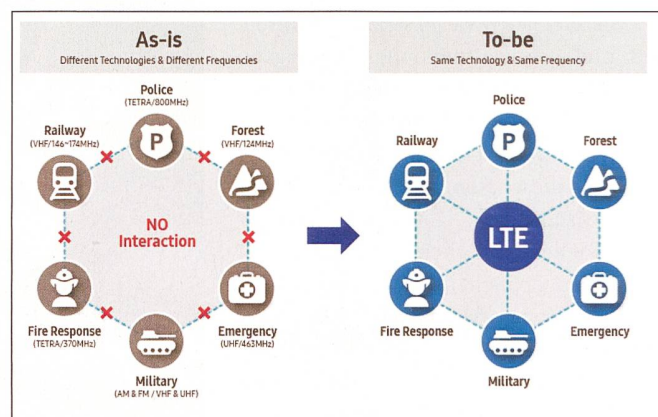 As-is
Different Technologies & Different Frequencies
Police
(TETRA/800MHz)
Railway
(VHF/146~174MHz)
Forest
(VHF/124MHz)
P
NO
Interaction
Fire Response
(TETRA/370MHz)
Emergency
(UHF/463MHz)
Military
(AM & FM / VHF & UHF)
To-be
Same Technology & Same Frequency
Police
Railway
Forest
P
LTE
Fire Response
Emergency
Military